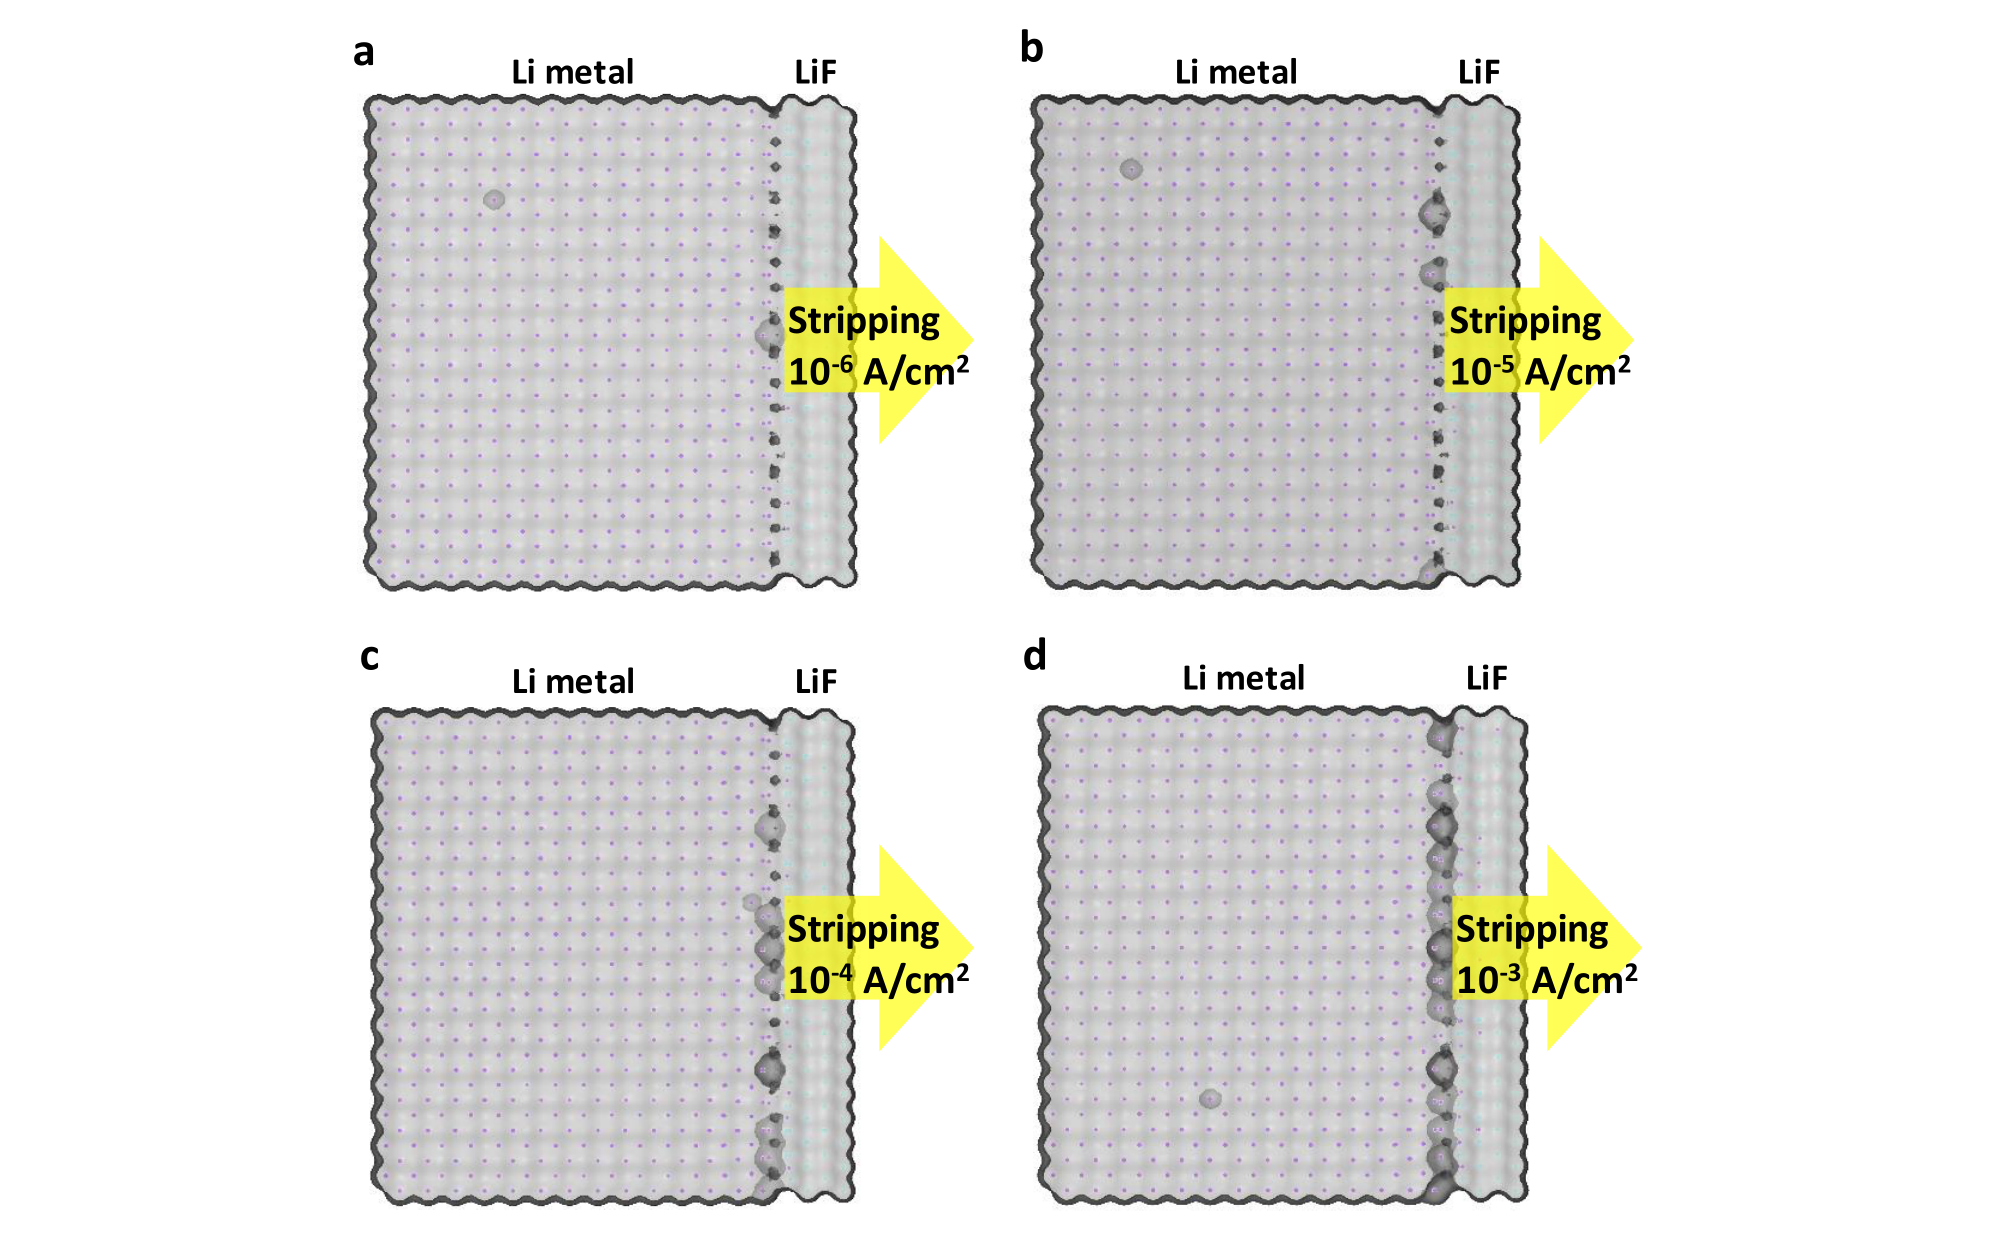 a
Li metal LiF
Stripping
10⁻⁶ A/cm²
b
Li metal LiF
Stripping
10⁻⁵ A/cm²
c
Li metal LiF
Stripping
10⁻⁴ A/cm²
d
Li metal LiF
Stripping
10⁻³ A/cm²